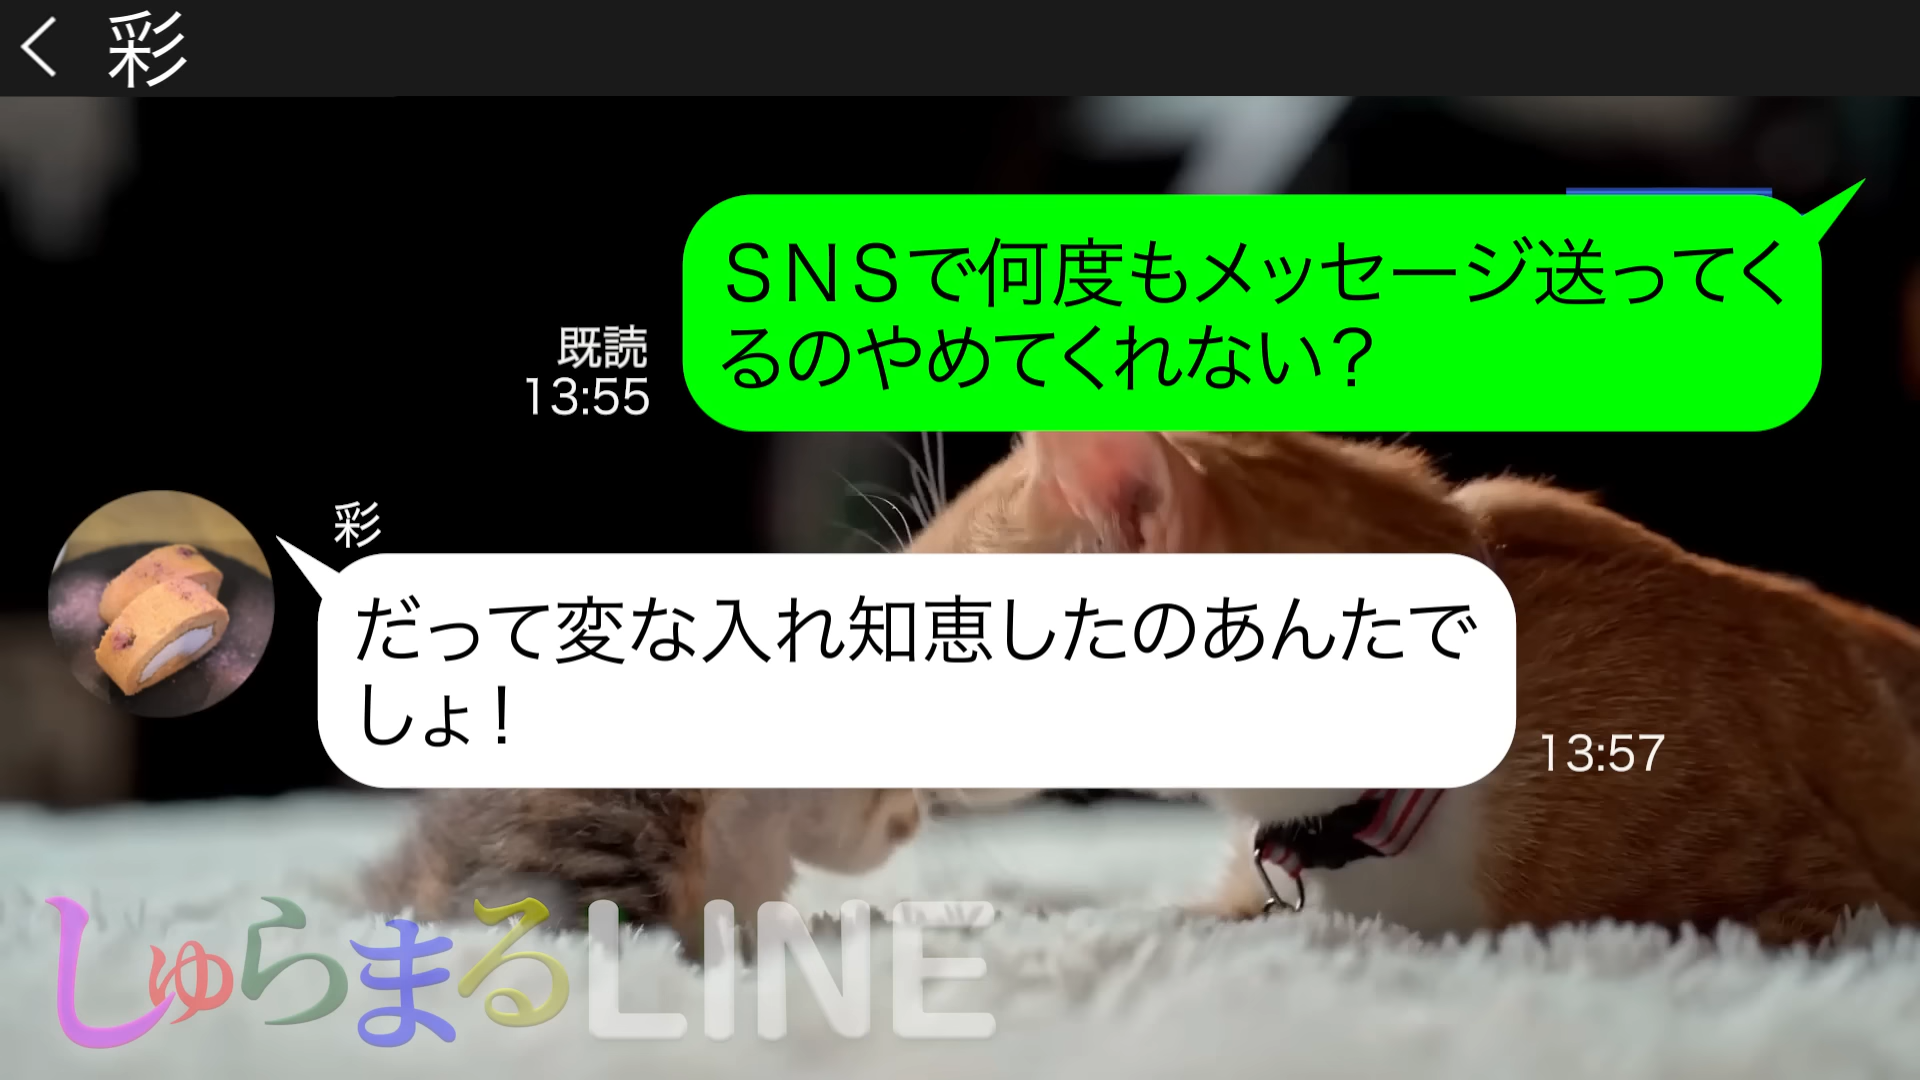 彩
SNSで何度もメッセージ送ってく
るのやめてくれない?
既読
13:55
彩
だって変な入れ知恵したのあんたで
しょ!
13:57
しゅらまるLINE